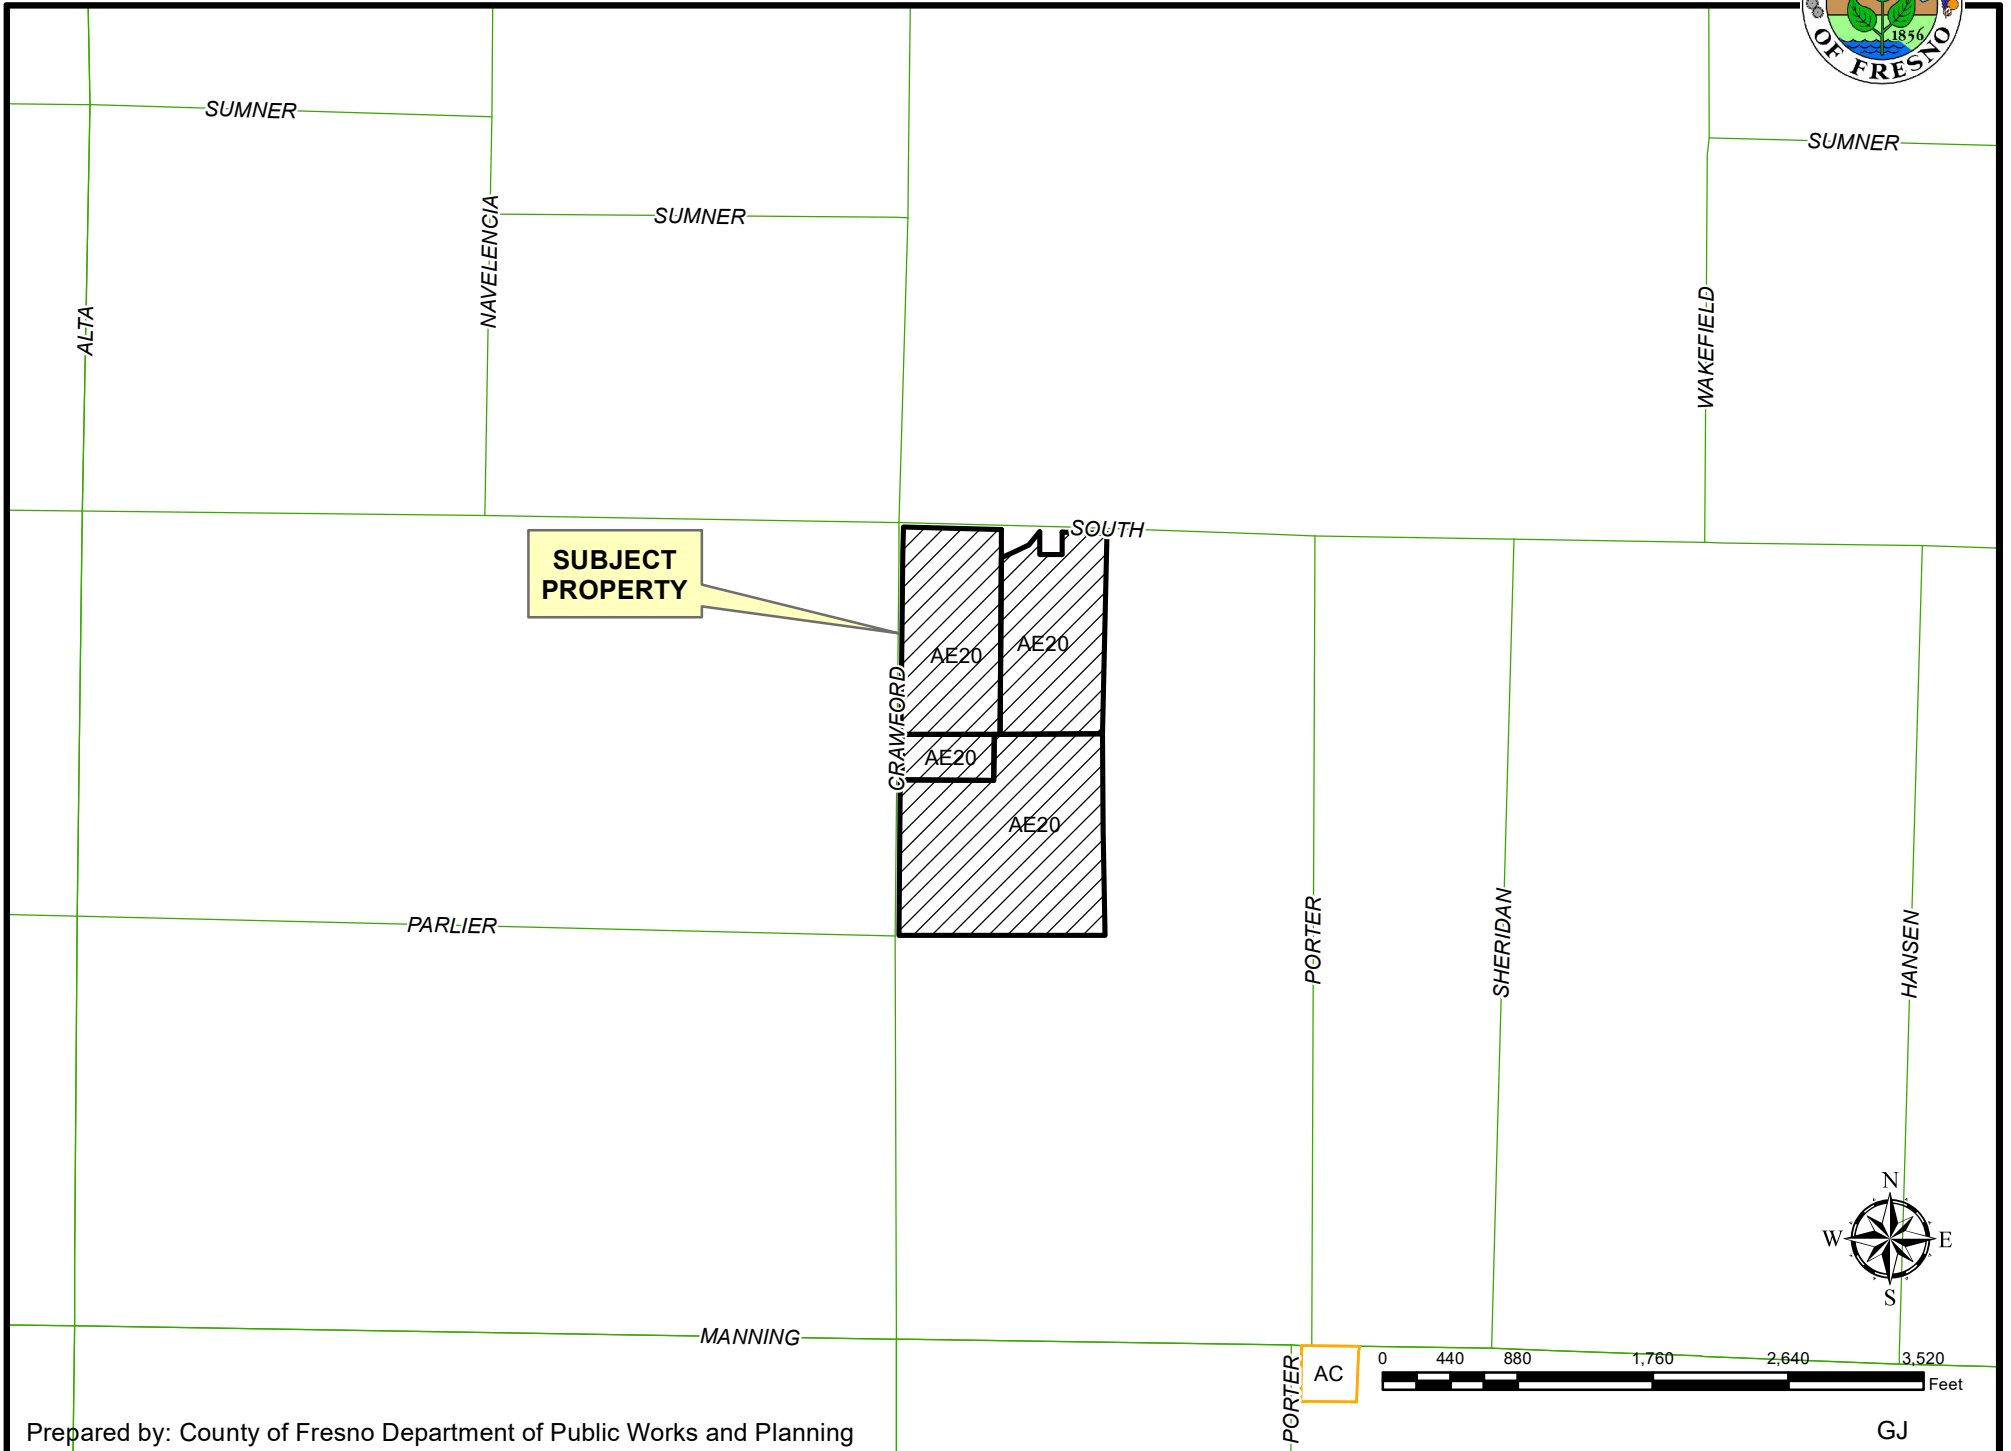 1856
OF FRESNO
SUMNER
SUMNER
SUMNER
NAVELENCIA
ALTA
WAKEFIELD
SOUTH
SUBJECT
PROPERTY
AE20
AE20
CRAWFORD
AE20
AE20
PARLIER
PORTER
SHERIDAN
HANSEN
N
W
E
S
MANNING
PORTER
AC
0 440 880 1,760 2,640 3,520
Feet
Prepared by: County of Fresno Department of Public Works and Planning
GJ